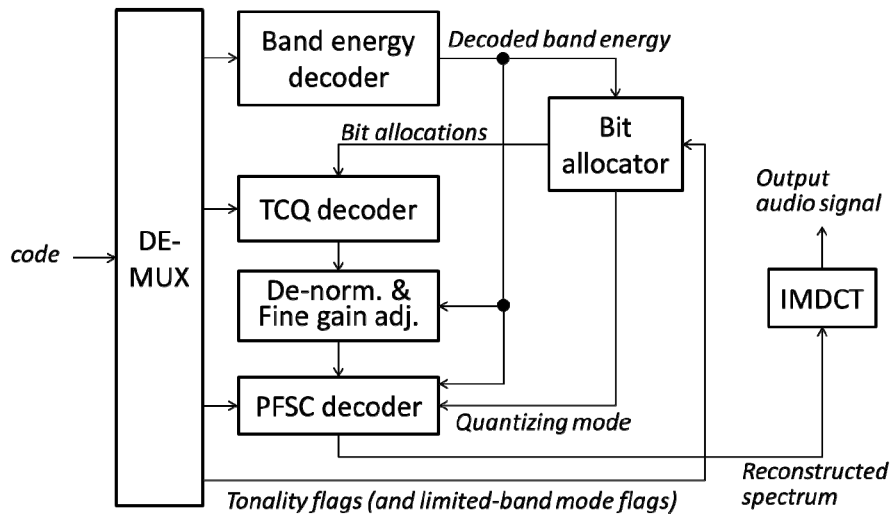 Band energy
decoder
Decoded band energy
Bit allocations
Bit
allocator
Output
audio signal
TCQ decoder
code
DE-
MUX
De-norm. &
Fine gain adj.
IMDCT
PFSC decoder
Quantizing mode
Reconstructed
spectrum
Tonality flags (and limited-band mode flags)